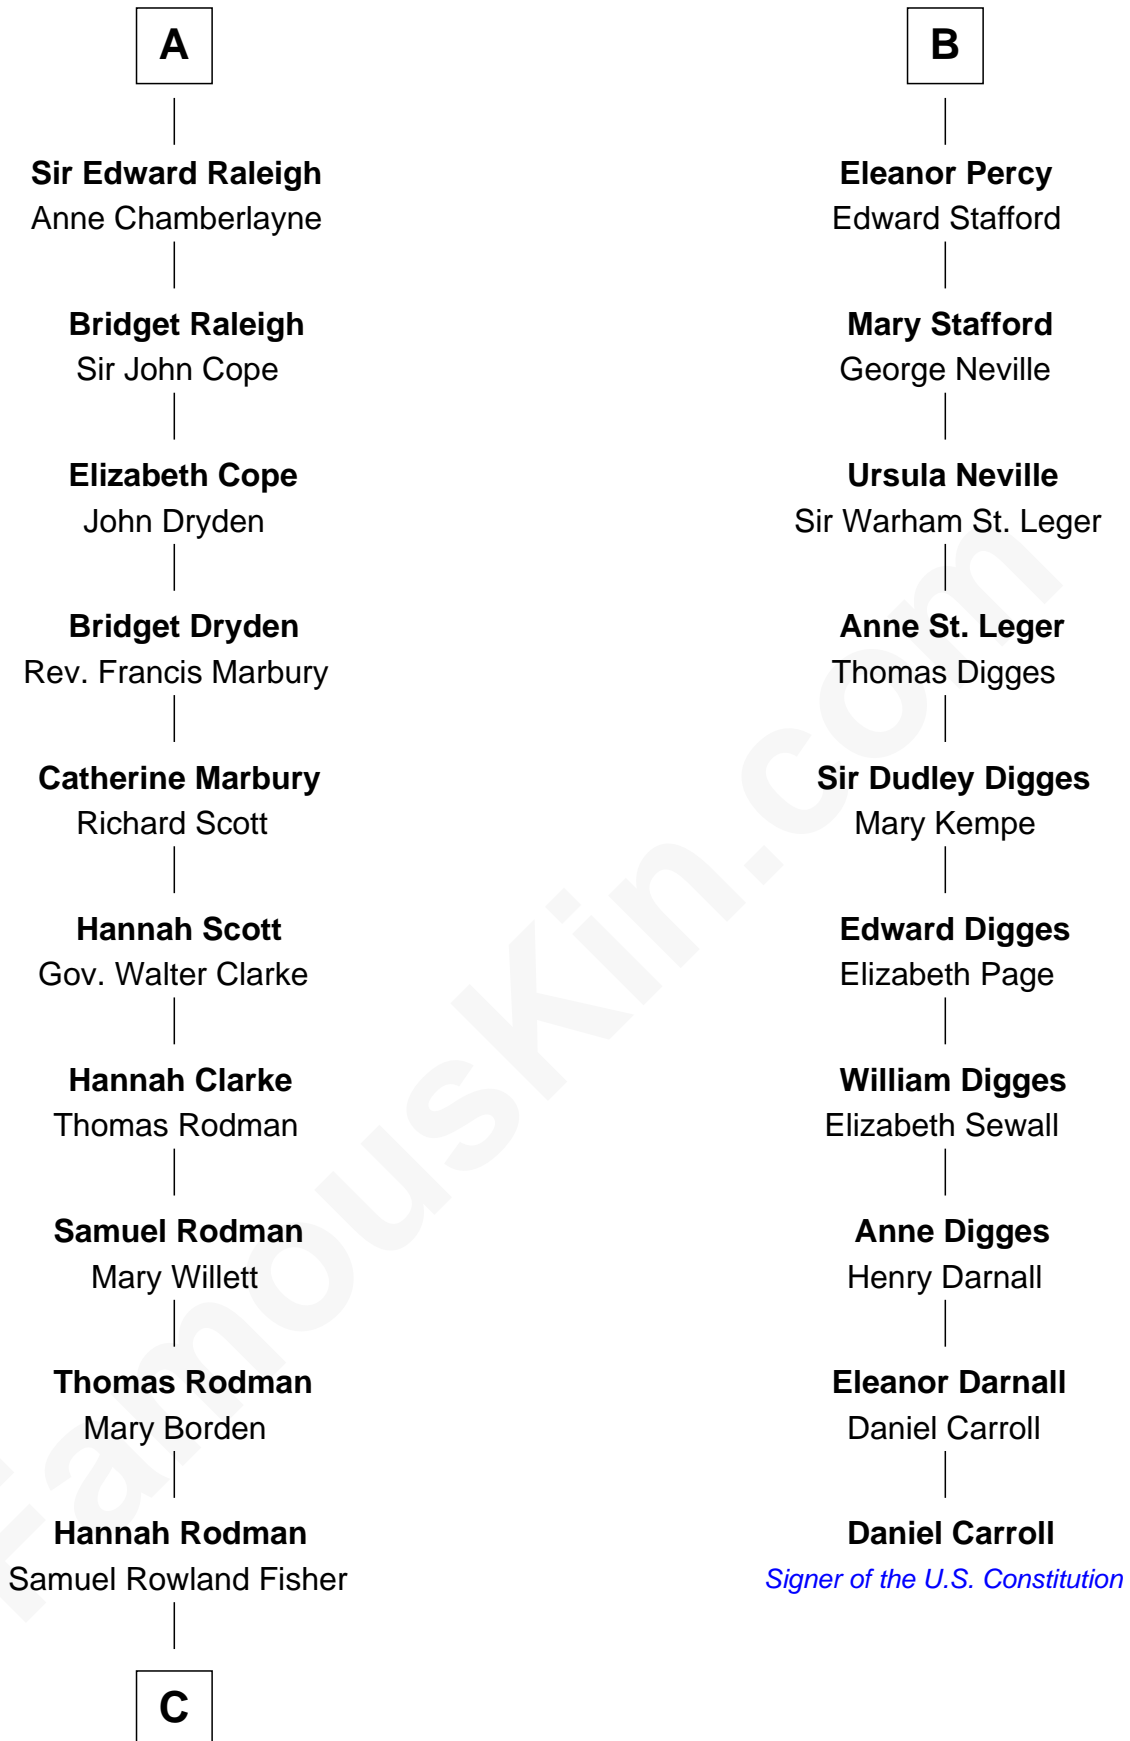 A
Sir Edward Raleigh
Anne Chamberlayne
Bridget Raleigh
Sir John Cope
Elizabeth Cope
John Dryden
Bridget Dryden
Rev. Francis Marbury
Catherine Marbury
Richard Scott
Hannah Scott
Gov. Walter Clarke
Hannah Clarke
Thomas Rodman
Samuel Rodman
Mary Willett
Thomas Rodman
Mary Borden
Hannah Rodman
Samuel Rowland Fisher
C
B
Eleanor Percy
Edward Stafford
Mary Stafford
George Neville
Ursula Neville
Sir Warham St. Leger
Anne St. Leger
Thomas Digges
Sir Dudley Digges
Mary Kempe
Edward Digges
Elizabeth Page
William Digges
Elizabeth Sewall
Anne Digges
Henry Darnall
Eleanor Darnall
Daniel Carroll
Daniel Carroll
Signer of the U.S. Constitution
FamousKin.com